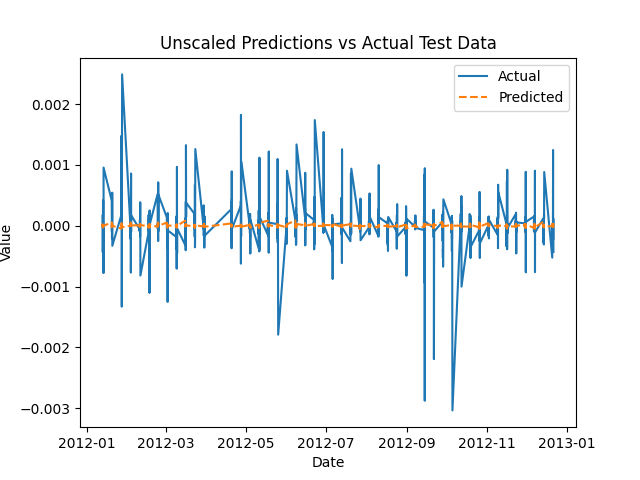 Unscaled Predictions vs Actual Test Data
Actual
Predicted
0.002
0.001
0.000
−0.001
−0.002
−0.003
Value
2012-01 2012-03 2012-05 2012-07 2012-09 2012-11 2013-01
Date